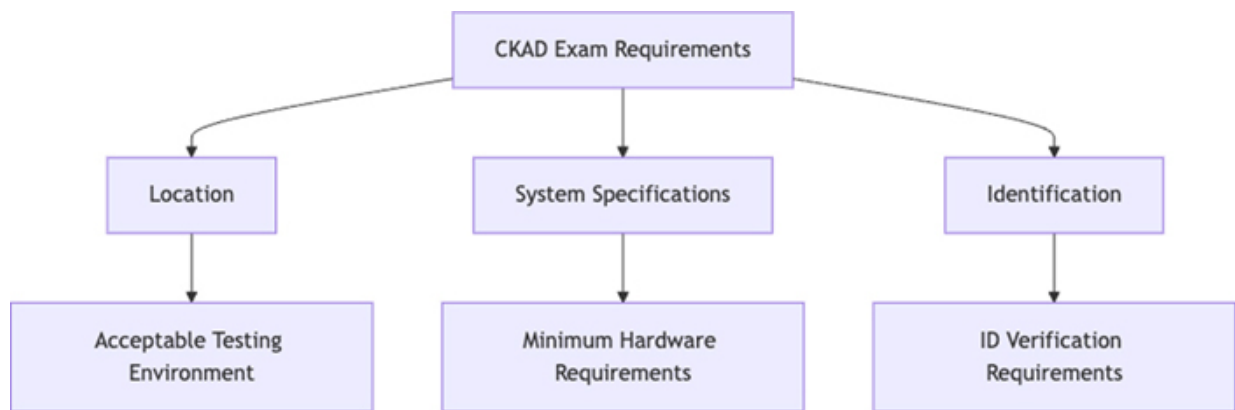 CKAD Exam Requirements
Location
System Specifications
Identification
Acceptable Testing
Environment
Minimum Hardware
Requirements
ID Verification
Requirements